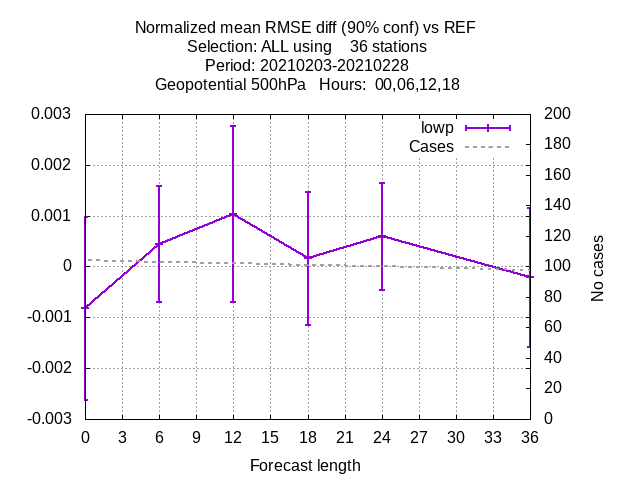 Normalized mean RMSE diff (90% conf) vs REF
Selection: ALL using 36 stations
Period: 20210203-20210228
Geopotential 500hPa Hours: 00,06,12,18
lowp
Cases
0.003
0.002
0.001
0
-0.001
-0.002
-0.003
200
180
160
140
120
100
80
60
40
20
0
No cases
0 3 6 9 12 15 18 21 24 27 30 33 36
Forecast length